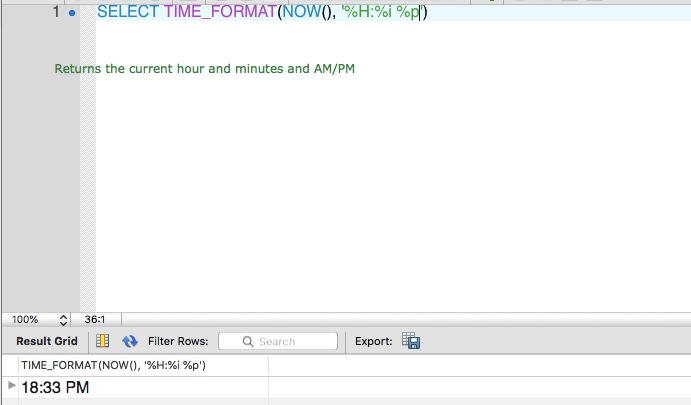 1 SELECT TIME_FORMAT(NOW(), '%H:%i %p')
Returns the current hour and minutes and AM/PM
100% 36:1
Result Grid Filter Rows: Search Export:
TIME_FORMAT(NOW(), '%H:%i %p')
18:33 PM